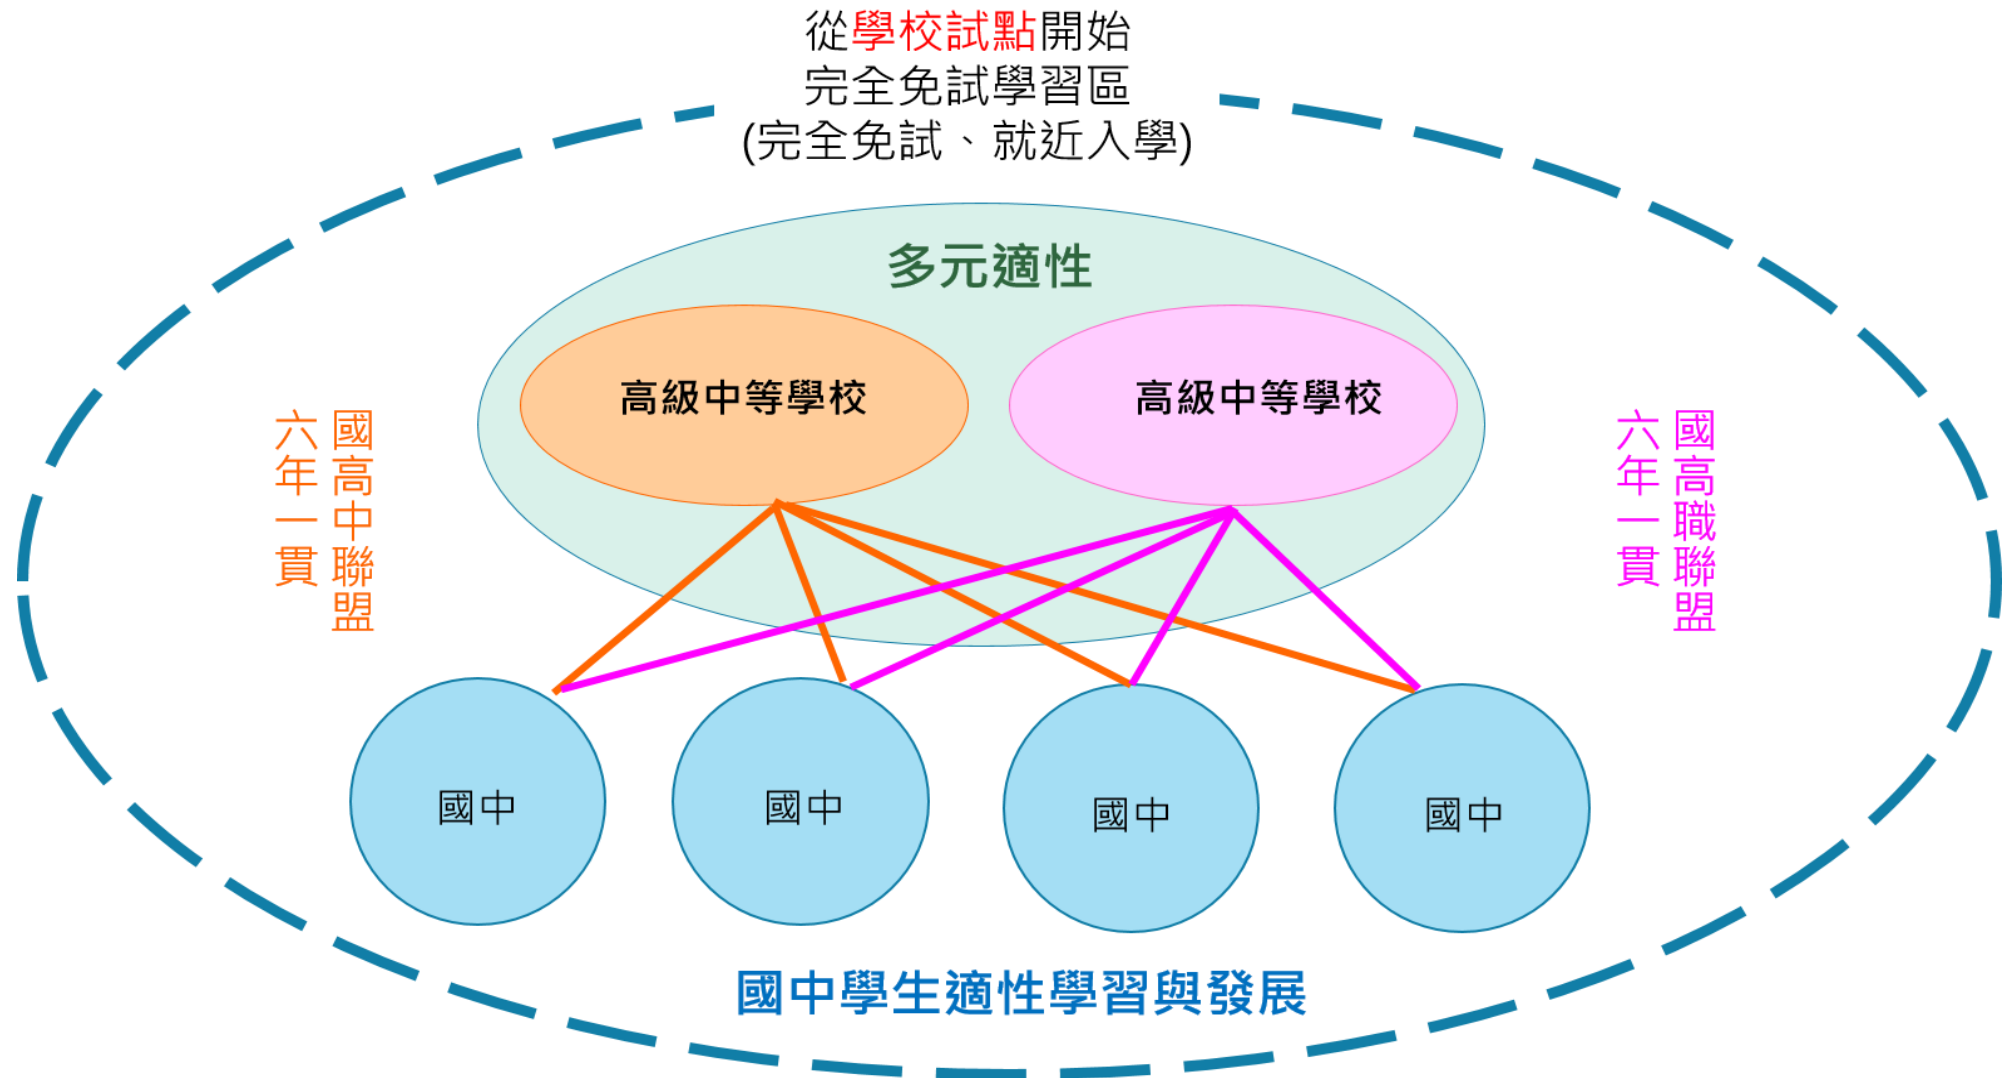 從學校試點開始
完全免試學習區
(完全免試、就近入學)
多元適性
高級中等學校
高級中等學校
國高中聯盟
六年一貫
國高職聯盟
六年一貫
國中
國中
國中
國中
國中學生適性學習與發展